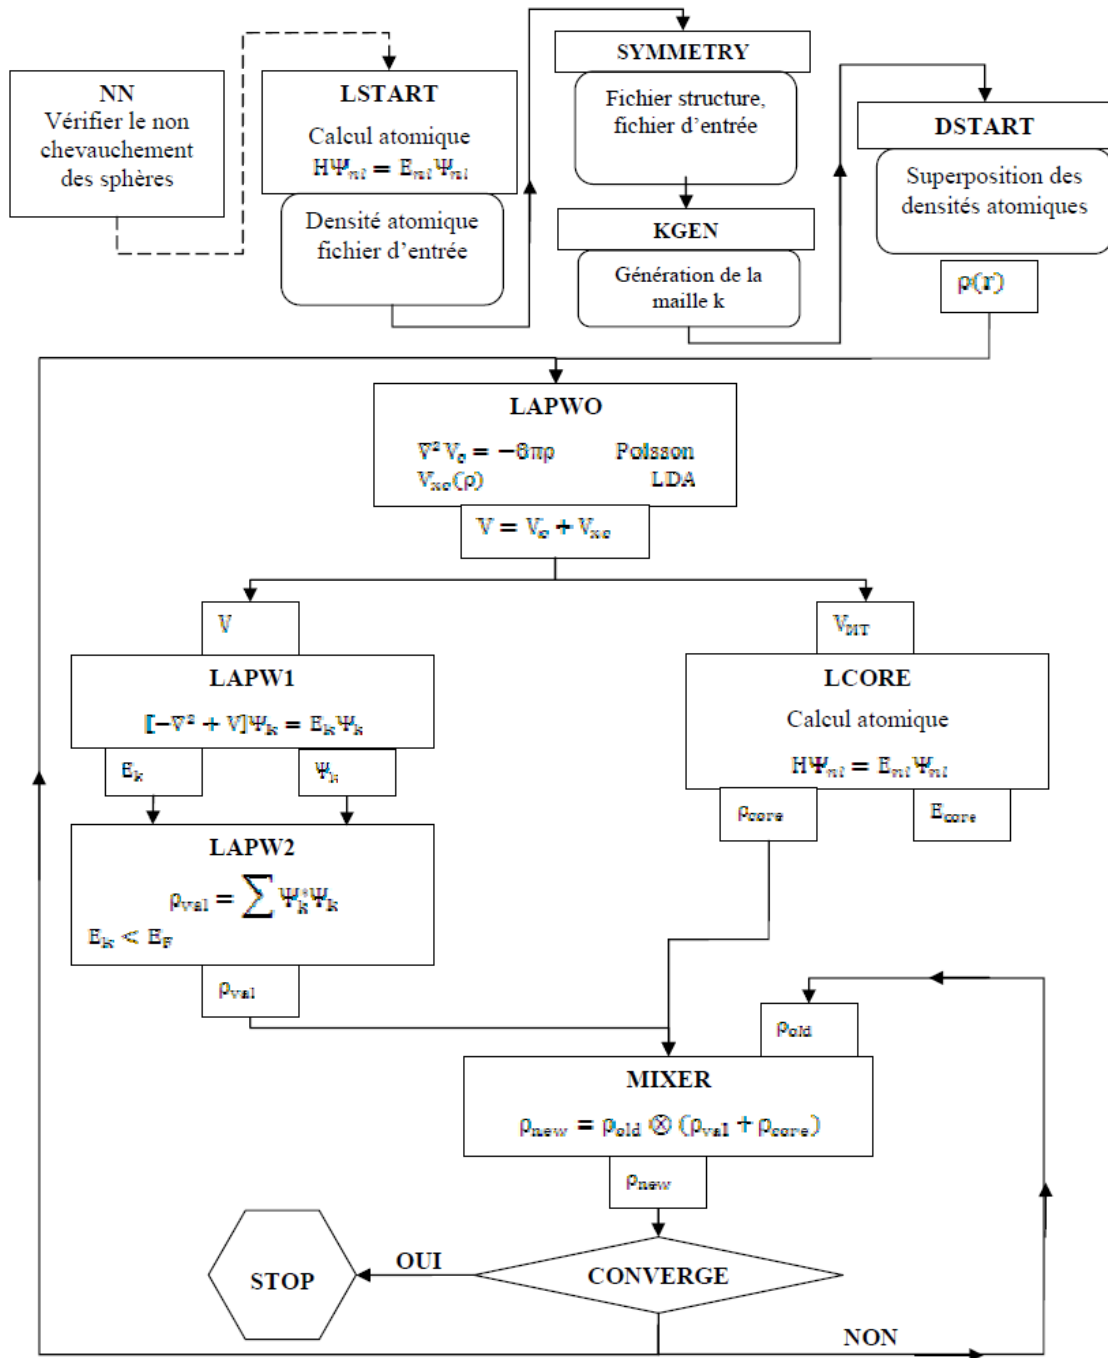 NN
Vérifier le non
chevauchement
des sphères
LSTART
Calcul atomique
HΨnl = EnlΨnl
Densité atomique
fichier d’entrée
SYMMETRY
Fichier structure,
fichier d’entrée
KGEN
Génération de la
maille k
DSTART
Superposition des
densités atomiques
ρ(r)
LAPWO
∇²Vc = −8πρ Poisson
Vxc(ρ) LDA
V = Vc + Vxc
V
VMT
LAPW1
[−∇² + V]Ψk = EkΨk
Ek
Ψk
LCORE
Calcul atomique
HΨnl = EnlΨnl
ρcore
Ecore
LAPW2
ρval = ∑ Ψk*Ψk
Ek < EF
ρval
ρold
MIXER
ρnew = ρold ⊗ (ρval + ρcore)
ρnew
CONVERGE
OUI
STOP
NON